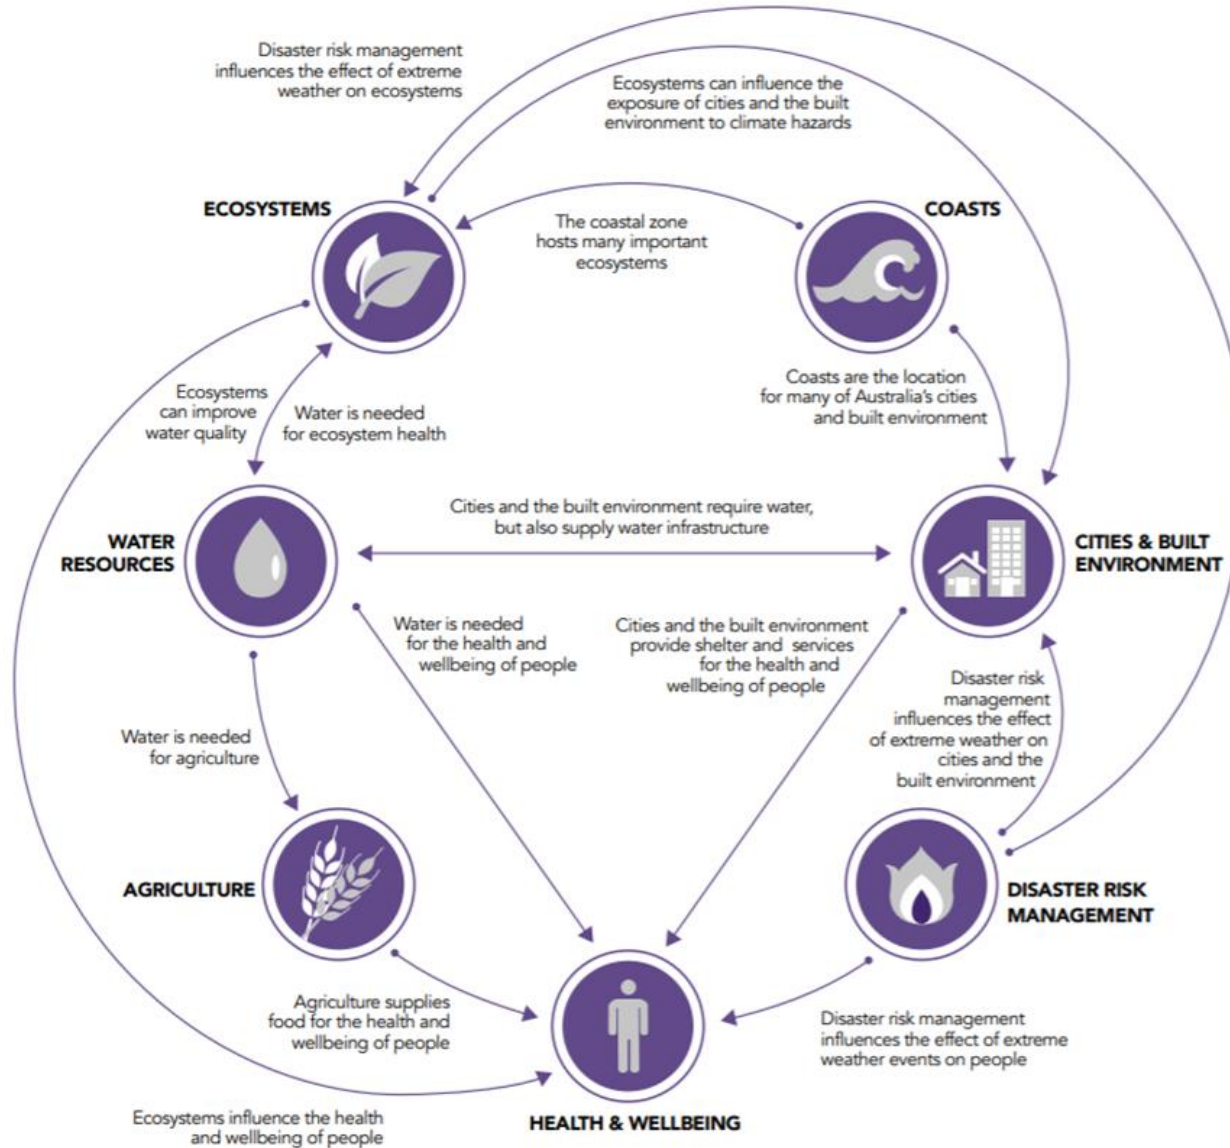 Disaster risk management
influences the effect of extreme
weather on ecosystems
Ecosystems can influence the
exposure of cities and the built
environment to climate hazards
ECOSYSTEMS
The coastal zone
hosts many important
ecosystems
COASTS
Ecosystems
can improve
water quality
Water is needed
for ecosystem health
Coasts are the location
for many of Australia's cities
and built environment
WATER
RESOURCES
Cities and the built environment require water,
but also supply water infrastructure
CITIES & BUILT
ENVIRONMENT
Water is needed
for the health and
wellbeing of people
Cities and the built environment
provide shelter and services
for the health and
wellbeing of people
Water is needed
for agriculture
Disaster risk
management
influences the effect
of extreme weather on
cities and the
built environment
AGRICULTURE
DISASTER RISK
MANAGEMENT
Agriculture supplies
food for the health and
wellbeing of people
Disaster risk management
influences the effect of extreme
weather events on people
Ecosystems influence the health
and wellbeing of people
HEALTH & WELLBEING